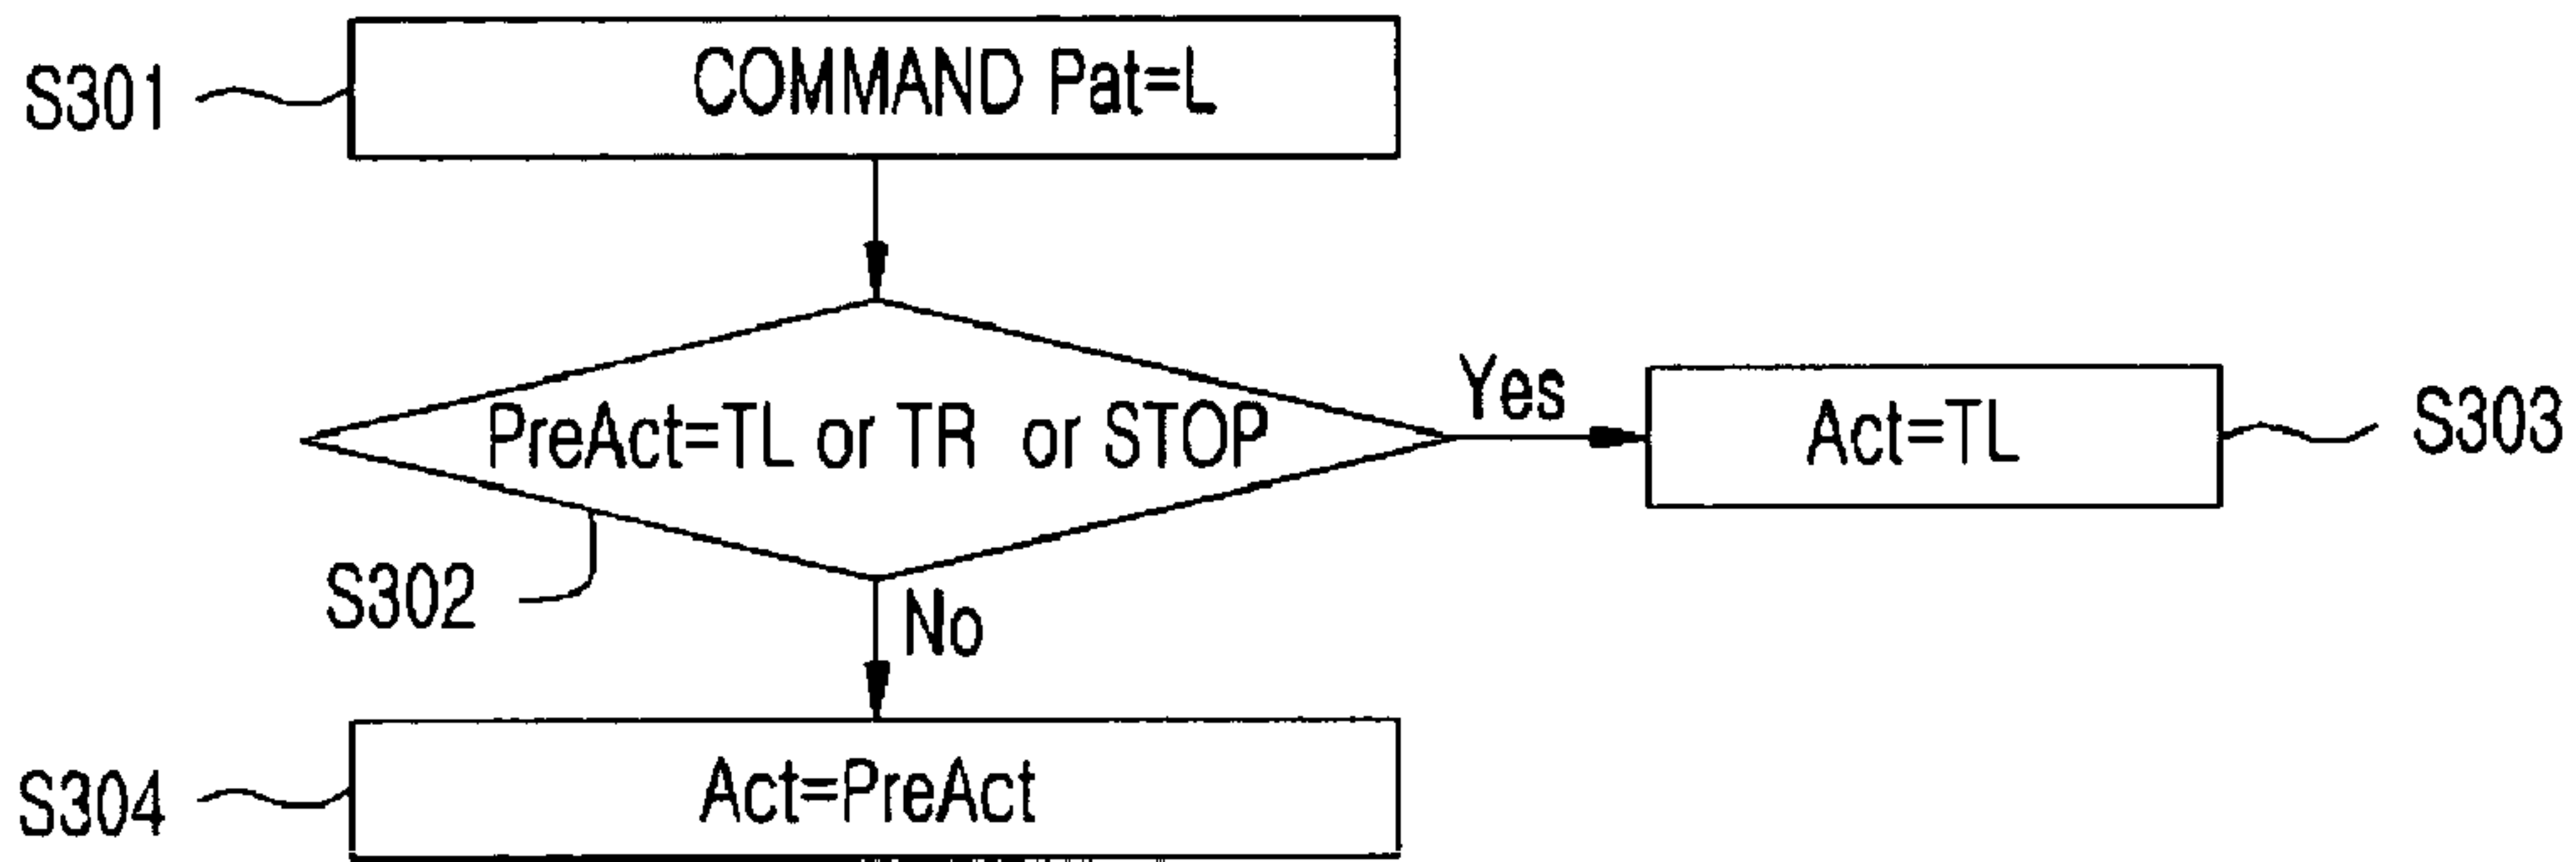 S301
COMMAND Pat=L
PreAct=TL or TR or STOP
Yes
Act=TL
S303
S302
No
S304
Act=PreAct